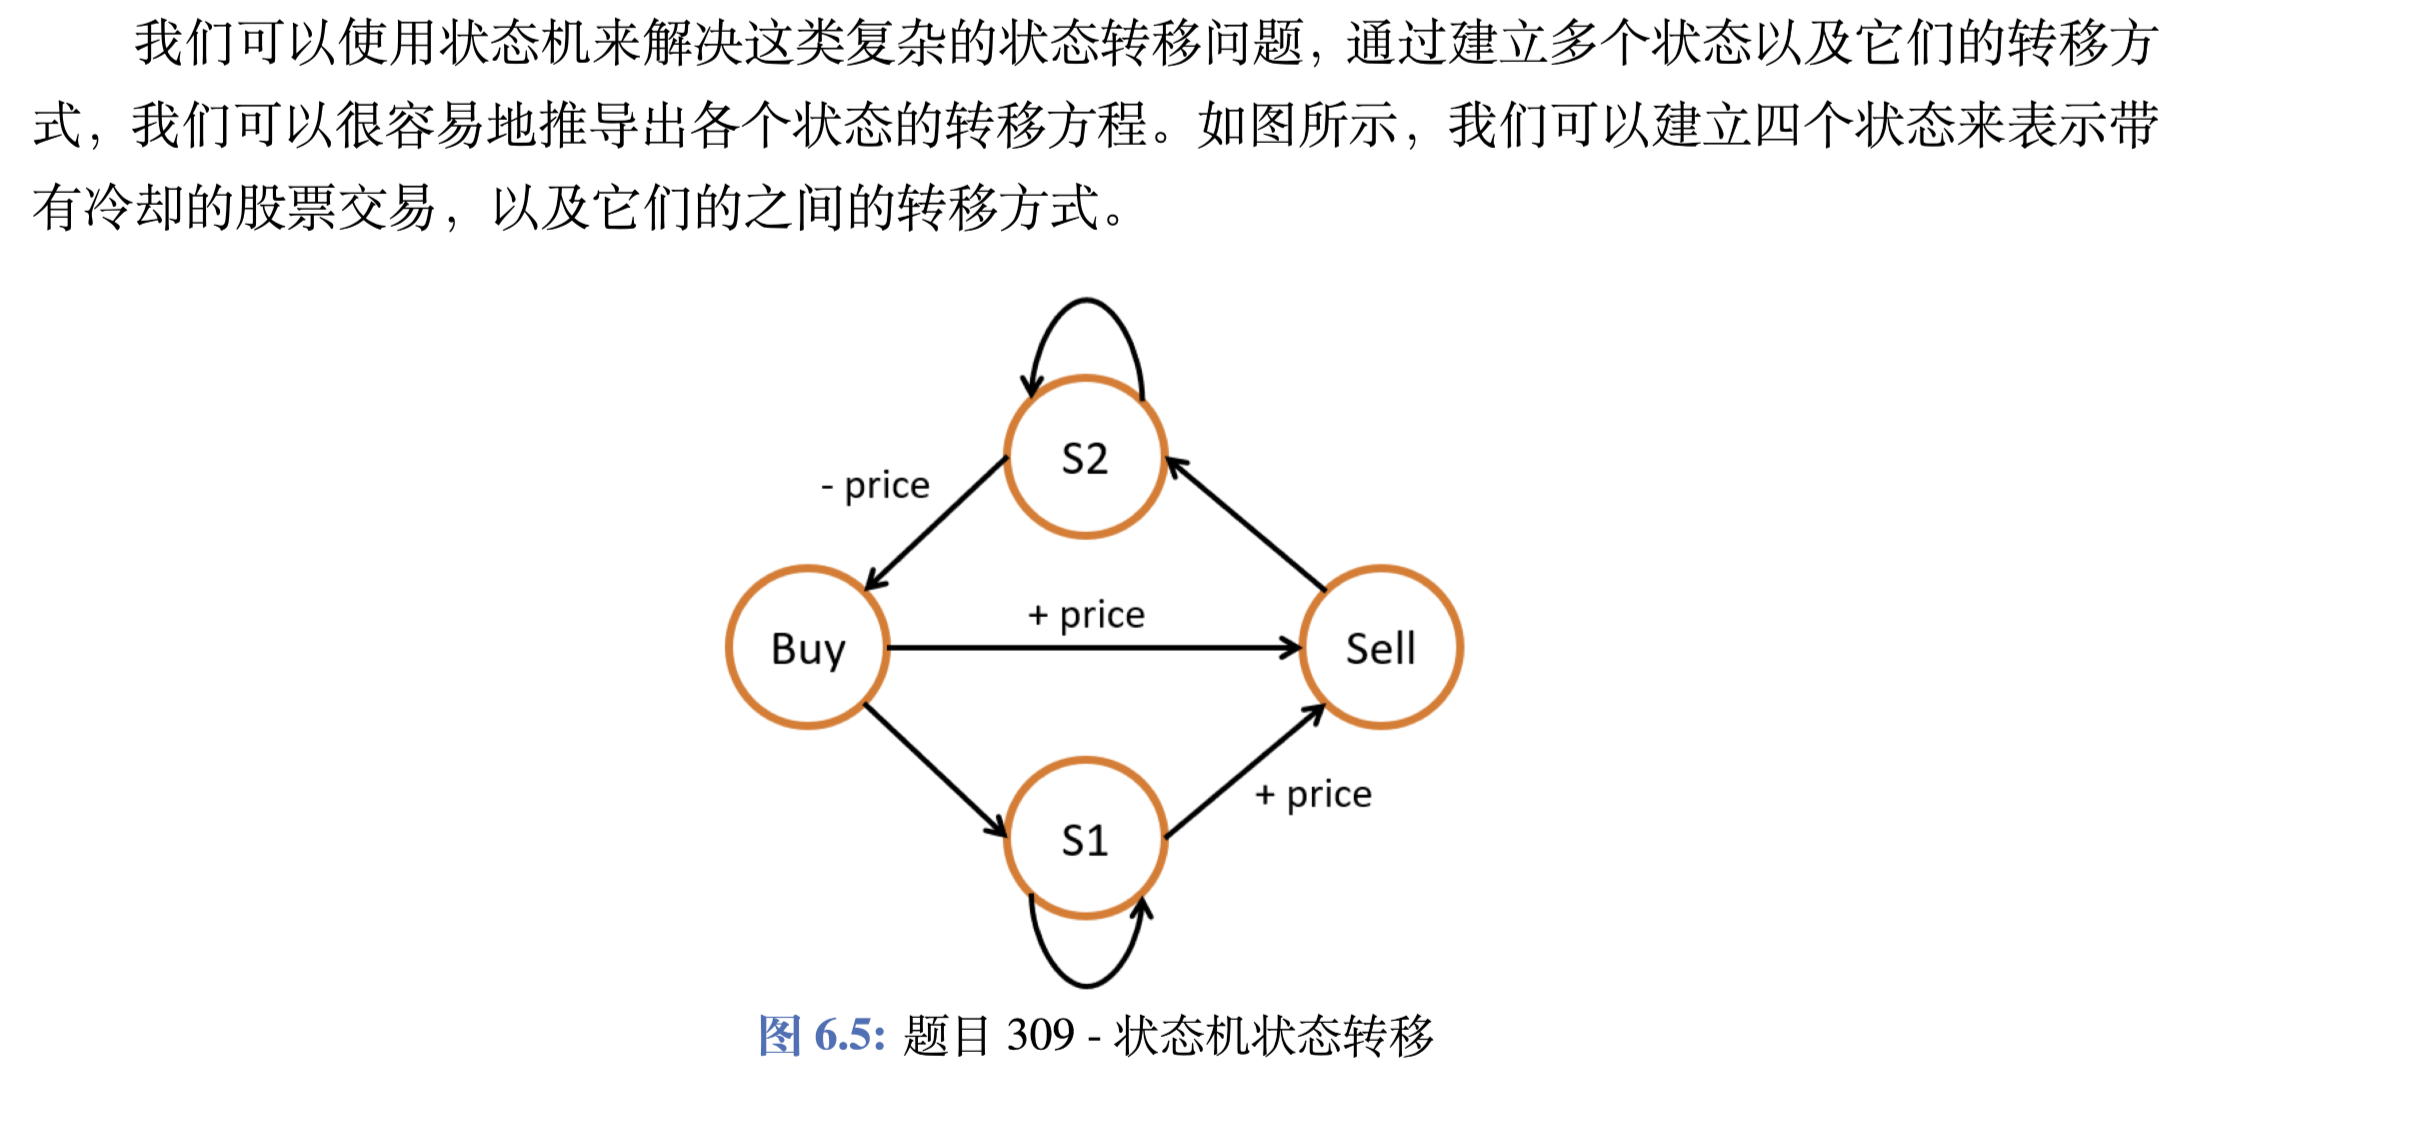 我们可以使用状态机来解决这类复杂的状态转移问题，通过建立多个状态以及它们的转移方
式，我们可以很容易地推导出各个状态的转移方程。如图所示，我们可以建立四个状态来表示带
有冷却的股票交易，以及它们的之间的转移方式。
S2
- price
+ price
Buy
Sell
+ price
S1
图 6.5: 题目 309 - 状态机状态转移